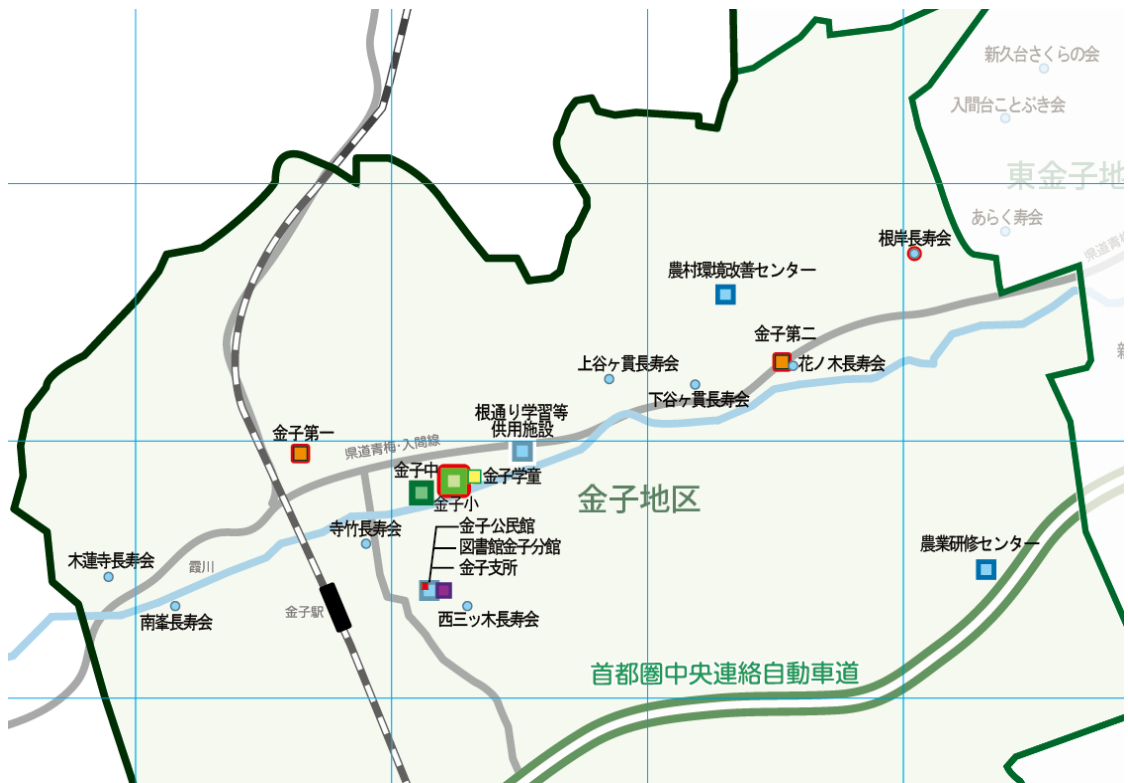 新久台さくらの会
入間台ことぶき会
東金子地
あらく寿会
県道青梅
根岸長寿会
農村環境改善センター
金子第二
花ノ木長寿会
上谷ヶ貫長寿会
下谷ヶ貫長寿会
根通り学習等
供用施設
金子第一
県道青梅・入間線
金子中
金子学童
金子小
金子地区
金子公民館
図書館金子分館
金子支所
寺竹長寿会
農業研修センター
木蓮寺長寿会
霞川
南峯長寿会
金子駅
西三ッ木長寿会
首都圏中央連絡自動車道